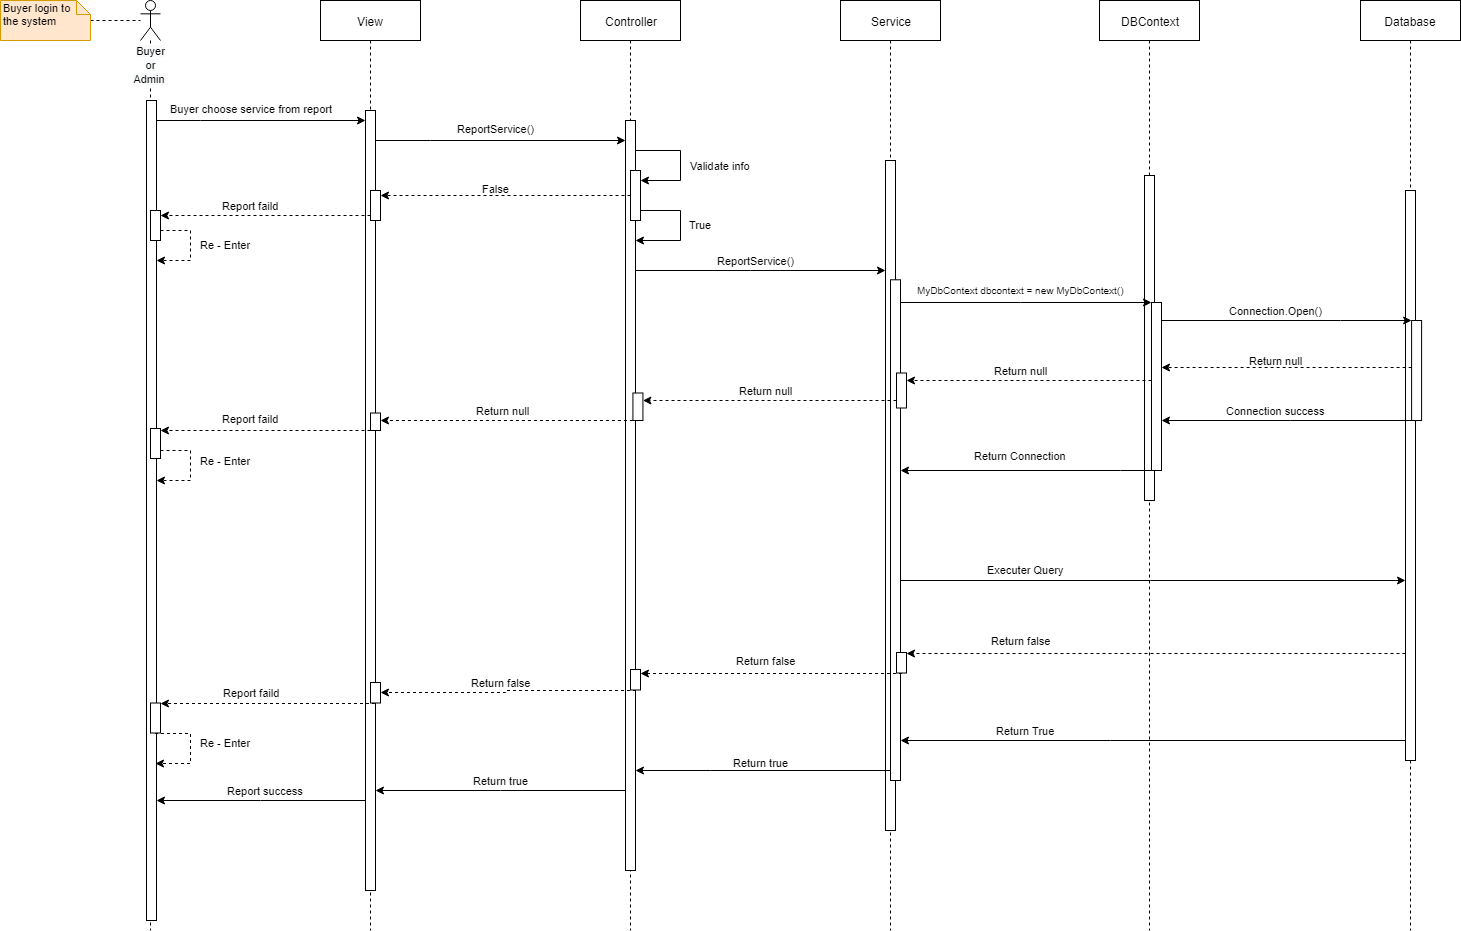 Buyer login to
the system
Buyer
or
Admin
View
Controller
Service
DBContext
Database
Buyer choose service from report
ReportService()
Validate info
False
Report faild
True
Re - Enter
ReportService()
MyDbContext dbcontext = new MyDbContext()
Connection.Open()
Return null
Return null
Return null
Return null
Connection success
Report faild
Return Connection
Re - Enter
Executer Query
Return false
Return false
Return false
Report faild
Return True
Re - Enter
Return true
Return true
Report success